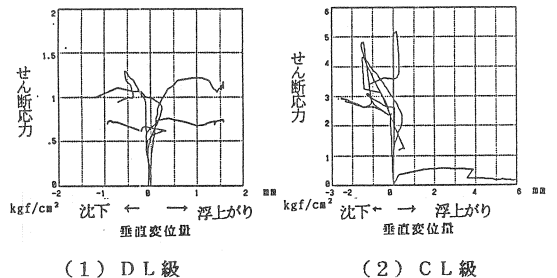 せん断応力
2
1.5
1
.5
0
-2 -1 0 1 2 mm
kgf/cm² 沈下 ← → 浮上がり
垂直変位量
(1) DL級
せん断応力
6
5
4
3
2
1
0
-3 -2 0 2 4 6 mm
kgf/cm² 沈下← → 浮上がり
垂直変位量
(2) CL級